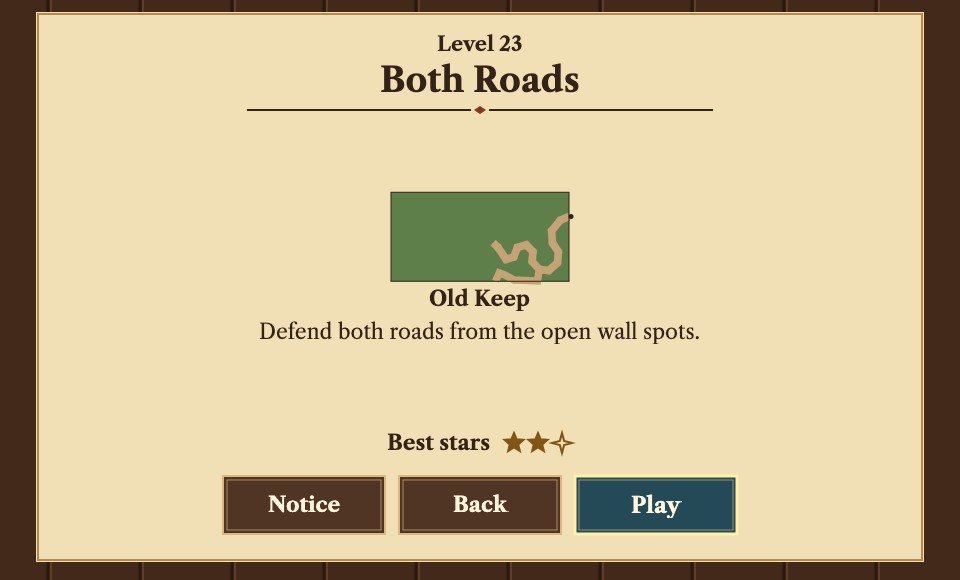 Level 23
Both Roads
Old Keep
Defend both roads from the open wall spots.
Best stars
Notice
Back
Play